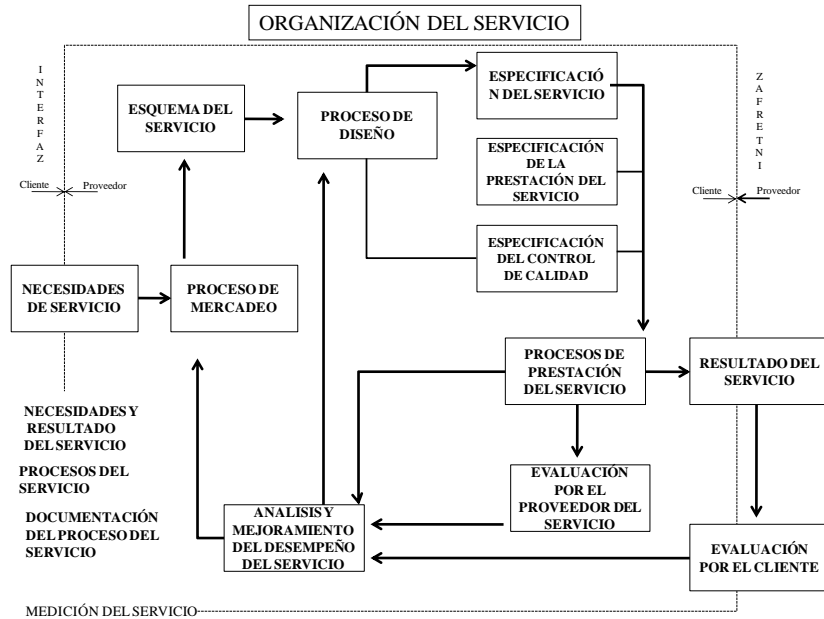 ORGANIZACIÓN DEL SERVICIO
I
N
T
E
R
F
A
Z
Z
A
F
R
E
T
N
I
ESQUEMA DEL
SERVICIO
PROCESO DE
DISEÑO
ESPECIFICACIÓ
N DEL SERVICIO
ESPECIFICACIÓN
DE LA
PRESTACIÓN DEL
SERVICIO
Cliente
Proveedor
Cliente
Proveedor
ESPECIFICACIÓN
DEL CONTROL
DE CALIDAD
NECESIDADES
DE SERVICIO
PROCESO DE
MERCADEO
PROCESOS DE
PRESTACIÓN
DEL SERVICIO
RESULTADO DEL
SERVICIO
NECESIDADES Y
RESULTADO
DEL SERVICIO
PROCESOS DEL
SERVICIO
DOCUMENTACIÓN
DEL PROCESO DEL
SERVICIO
EVALUACIÓN
POR EL
PROVEEDOR DEL
SERVICIO
ANALISIS Y
MEJORAMIENTO
DEL DESEMPEÑO
DEL SERVICIO
EVALUACIÓN
POR EL CLIENTE
MEDICIÓN DEL SERVICIO